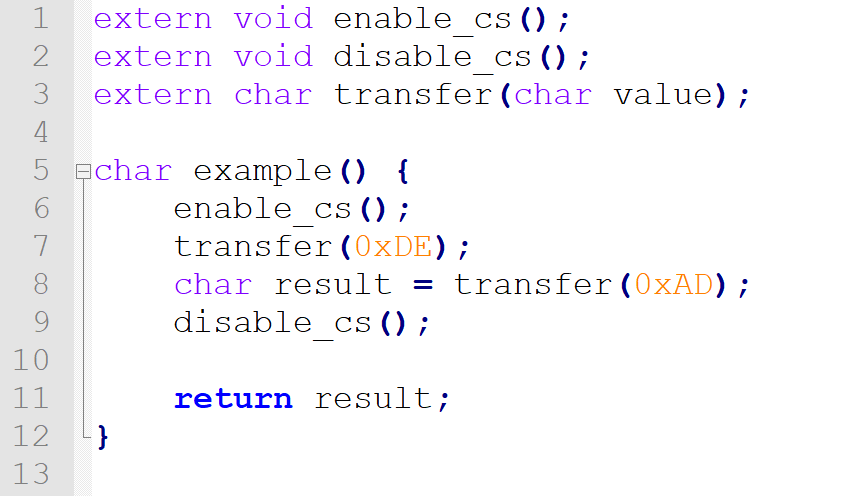 1 extern void enable_cs();
2 extern void disable_cs();
3 extern char transfer(char value);
4
5 char example() {
6     enable_cs();
7     transfer(0xDE);
8     char result = transfer(0xAD);
9     disable_cs();
10
11     return result;
12 }
13